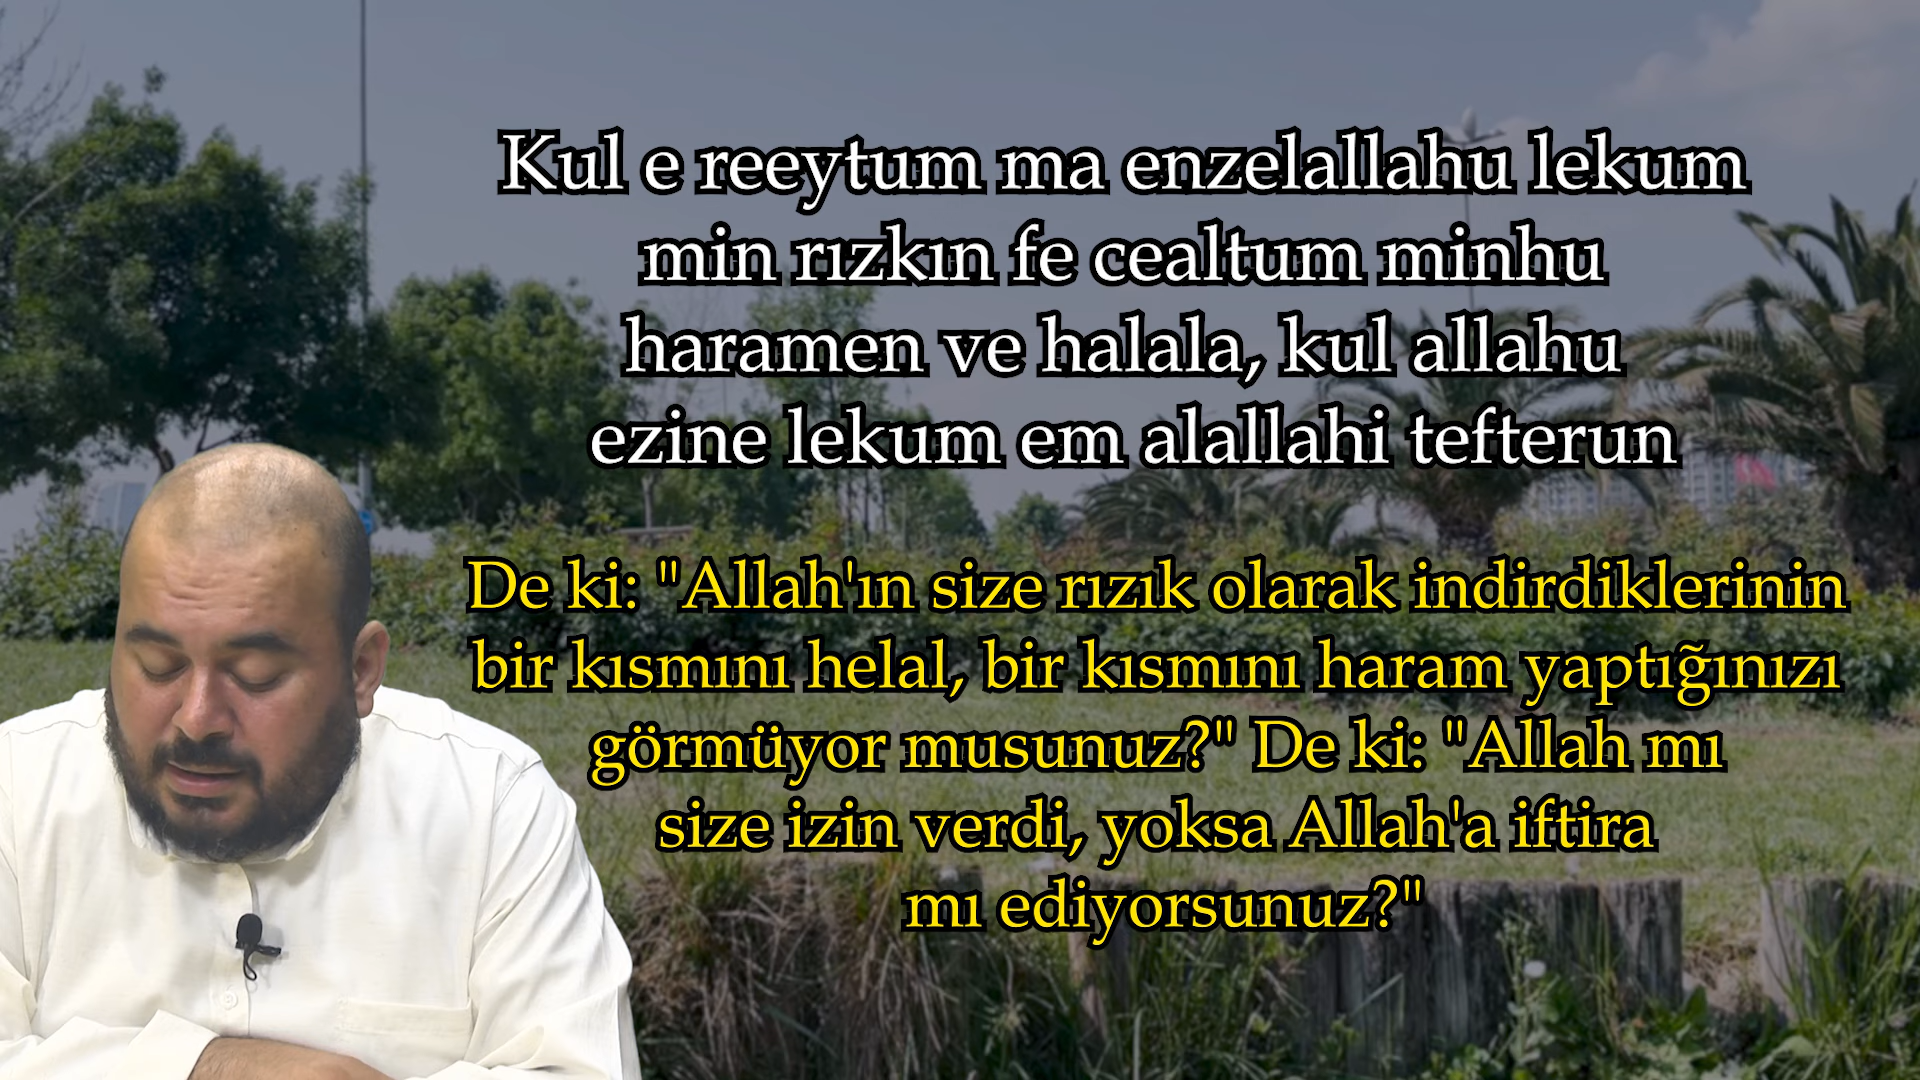 Kul e reeytum ma enzelallahu lekum
min rızkın fe cealtum minhu
haramen ve halala, kul allahu
ezine lekum em alallahi tefterun
De ki: "Allah'ın size rızık olarak indirdiklerinin
bir kısmını helal, bir kısmını haram yaptığınızı
görmüyor musunuz?" De ki: "Allah mı
size izin verdi, yoksa Allah'a iftira
mı ediyorsunuz?"